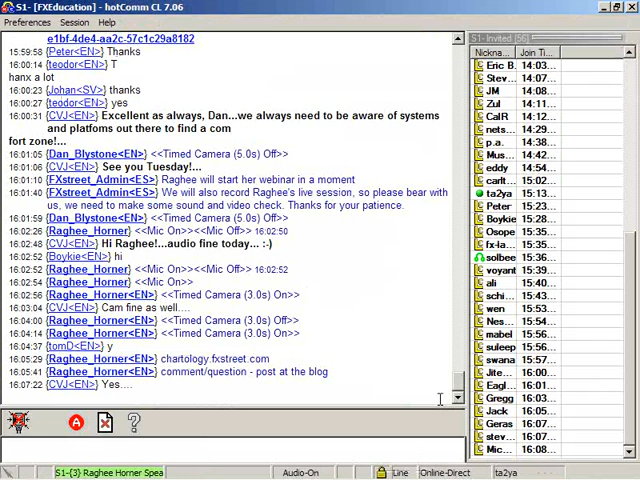 S1- [FXEducation] - hotComm CL 7.06
Preferences Session Help
e1bf-4de4-aa2c-57c1c29a8182
15:59:58 {Peter<EN>} Thanks
16:00:14 {teodor<EN>} T
hanx a lot
16:00:23 {Johan<SV>} thanks
16:00:27 {teodor<EN>} yes
16:00:31 {CVJ<EN>} Excellent as always, Dan...we always need to be aware of systems
and platfoms out there to find a com
fort zone!...
16:01:05 {Dan_Blystone<EN>} <<Timed Camera (5.0s) Off>>
16:01:06 {CVJ<EN>} See you Tuesday!...
16:01:10 {FXstreet_Admin<ES>} Raghee will start her webinar in a moment
16:01:40 {FXstreet_Admin<ES>} We will also record Raghee's live session, so please bear with
us, we need to make some sound and video check. Thanks for your patience.
16:01:59 {Dan_Blystone<EN>} <<Timed Camera (5.0s) Off>>
16:02:26 {Raghee_Horner<EN>} <<Mic On>><<Mic Off>> 16:02:50
16:02:48 {CVJ<EN>} Hi Raghee!...audio fine today... :-)
16:02:52 {Boykie<EN>} hi
16:02:52 {Raghee_Horner<EN>} <<Mic On>><<Mic Off>> 16:02:52
16:02:54 {Raghee_Horner<EN>} <<Mic On>>
16:02:56 {Raghee_Horner<EN>} <<Timed Camera (3.0s) On>>
16:03:04 {CVJ<EN>} Cam fine as well....
16:04:00 {Raghee_Horner<EN>} <<Timed Camera (3.0s) Off>>
16:04:14 {Raghee_Horner<EN>} <<Timed Camera (3.0s) On>>
16:04:37 {tomD<EN>} y
16:05:29 {Raghee_Horner<EN>} chartology.fxstreet.com
16:05:41 {Raghee_Horner<EN>} comment/question - post at the blog
16:07:22 {CVJ<EN>} Yes....
S1- Invited [56]
Nickna... Join Ti...
Eric B. 14:03...
Stev... 14:07...
JM 14:08...
Zul 14:11...
CalR 14:12...
nets... 14:29...
p.a. 14:38...
Mus... 14:48...
eddy 14:54...
carlt... 15:02...
ta2ya 15:13...
Peter 15:23...
Boykie 15:28...
Osope 15:35...
fx-la... 15:36...
solbee 15:36...
voyant 15:39...
ali 15:40...
schi... 15:42...
wen 15:53...
Nes... 15:54...
mabel 15:56...
suleep 15:56...
swana 15:57...
Jite... 16:00...
Eagl... 16:01...
Gregg 16:03...
Jack 16:05...
Geras 16:07...
stev... 16:07...
Mic... 16:07...
A
?
S1-{3} Raghee Horner Spea Audio-On Line Online-Direct ta2ya